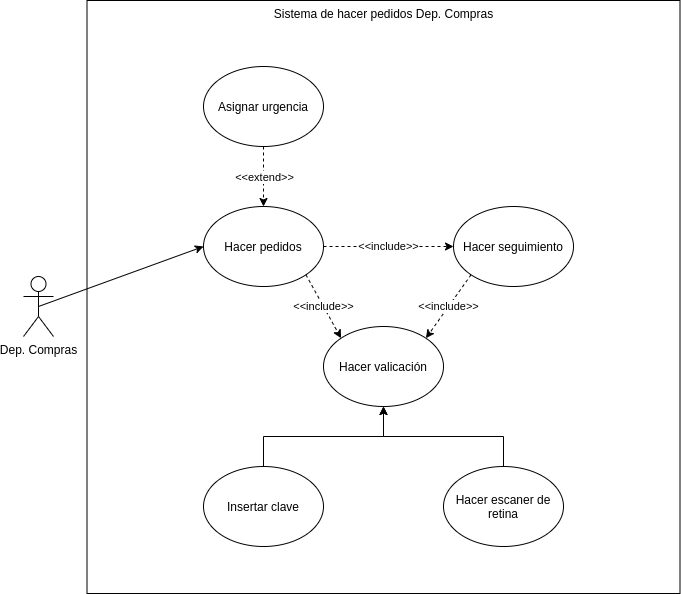 Sistema de hacer pedidos Dep. Compras
Asignar urgencia
<<extend>>
Hacer pedidos
<<include>>
Hacer seguimiento
<<include>>
<<include>>
Dep. Compras
Hacer valicación
Insertar clave
Hacer escaner de
retina